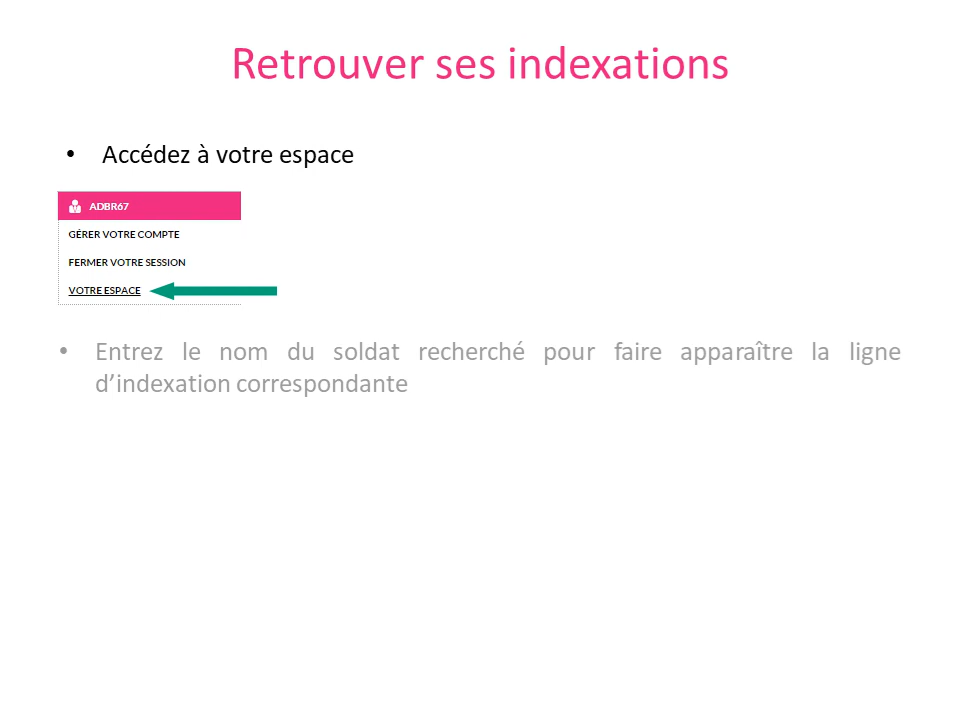 Retrouver ses indexations
• Accédez à votre espace
ADBR67
GÉRER VOTRE COMPTE
FERMER VOTRE SESSION
VOTRE ESPACE
• Entrez le nom du soldat recherché pour faire apparaître la ligne
d’indexation correspondante